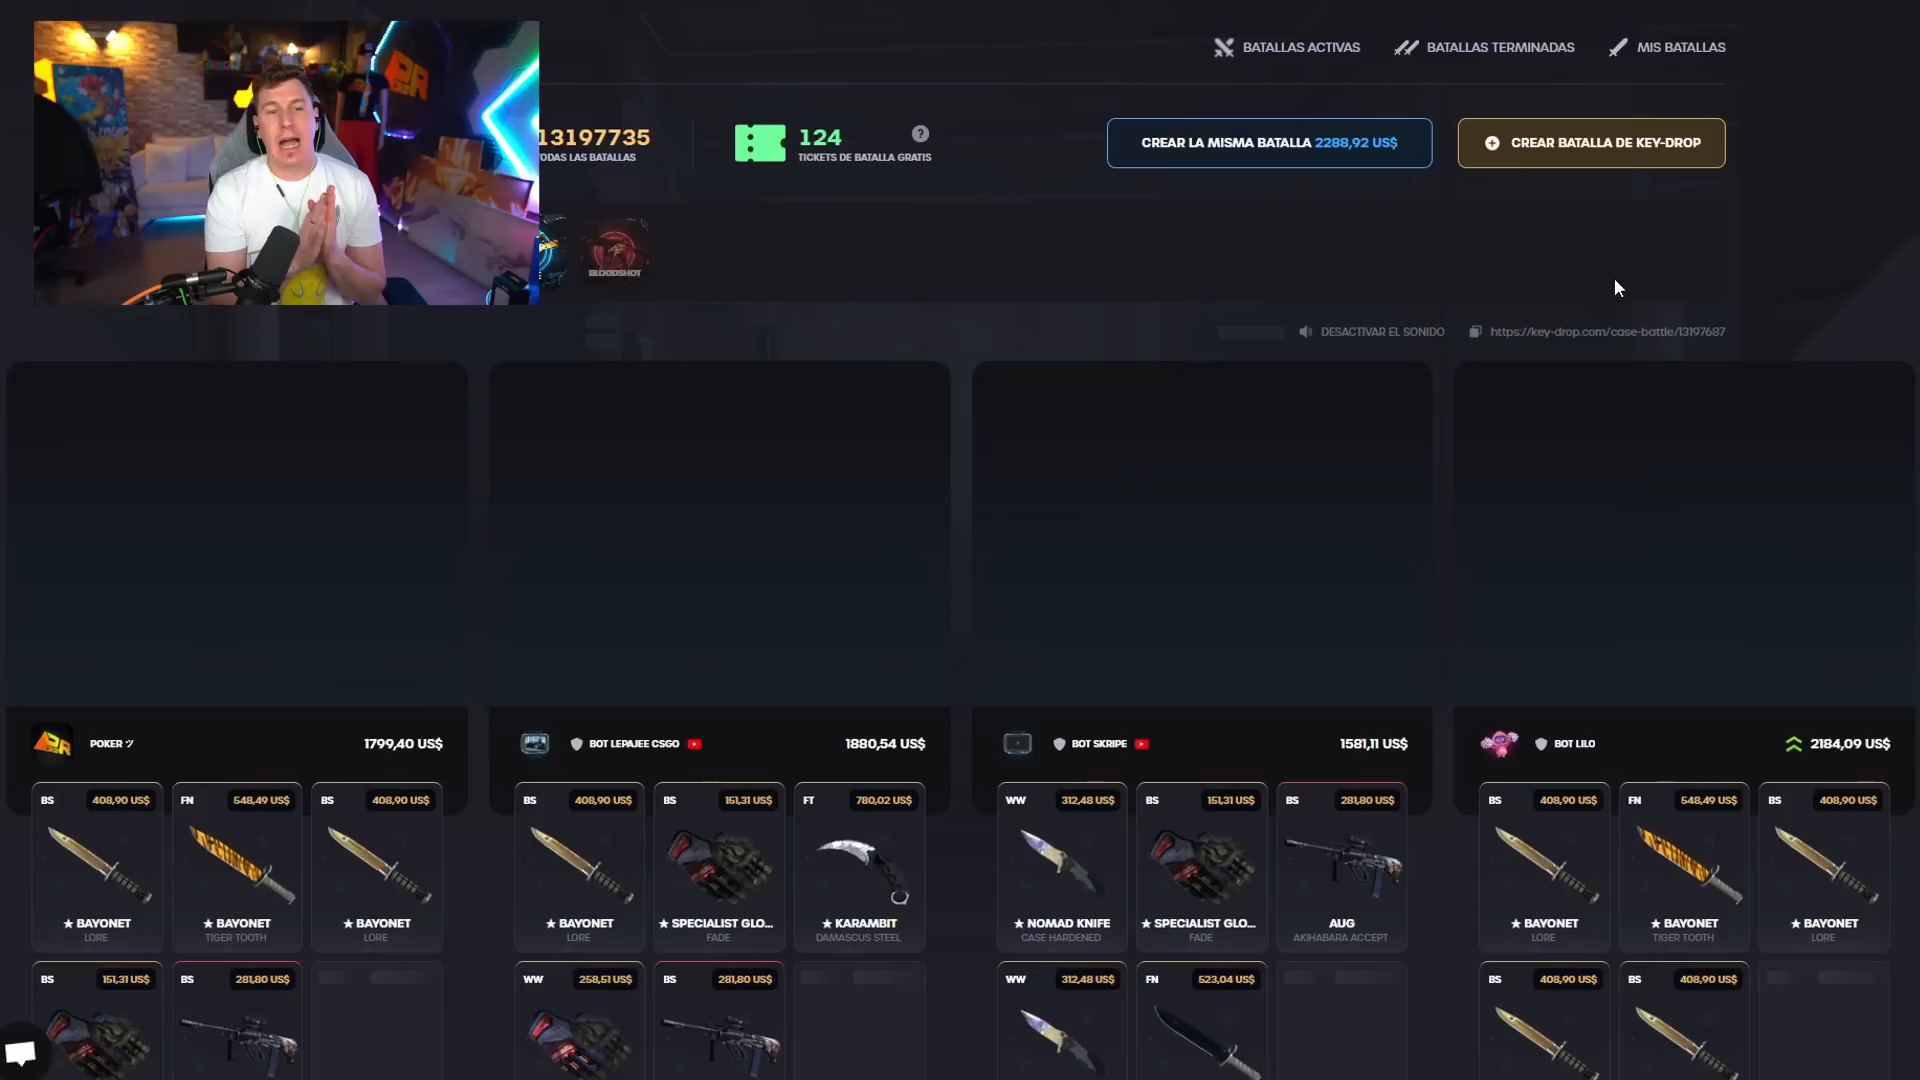 BATALLAS ACTIVAS
BATALLAS TERMINADAS
MIS BATALLAS
13197735
TODAS LAS BATALLAS
124
?
TICKETS DE BATALLA GRATIS
CREAR LA MISMA BATALLA 2288,92 US$
CREAR BATALLA DE KEY-DROP
BLOODSHOT
DESACTIVAR EL SONIDO
https://key-drop.com/case-battle/13197687
POKER ツ
1799,40 US$
BOT LEPAJEE CSGO
1880,54 US$
BOT SKRIPE
1581,11 US$
BOT LILO
2184,09 US$
BS 408,90 US$
★ BAYONET
LORE
FN 548,49 US$
★ BAYONET
TIGER TOOTH
BS 408,90 US$
★ BAYONET
LORE
BS 408,90 US$
★ BAYONET
LORE
BS 151,31 US$
★ SPECIALIST GLO...
FADE
FT 780,02 US$
★ KARAMBIT
DAMASCUS STEEL
WW 312,48 US$
★ NOMAD KNIFE
CASE HARDENED
BS 151,31 US$
★ SPECIALIST GLO...
FADE
BS 281,80 US$
AUG
AKIHABARA ACCEPT
BS 408,90 US$
★ BAYONET
LORE
FN 548,49 US$
★ BAYONET
TIGER TOOTH
BS 408,90 US$
★ BAYONET
LORE
BS 151,31 US$
BS 281,80 US$
WW 258,51 US$
BS 281,80 US$
WW 312,48 US$
FN 523,04 US$
BS 408,90 US$
BS 408,90 US$